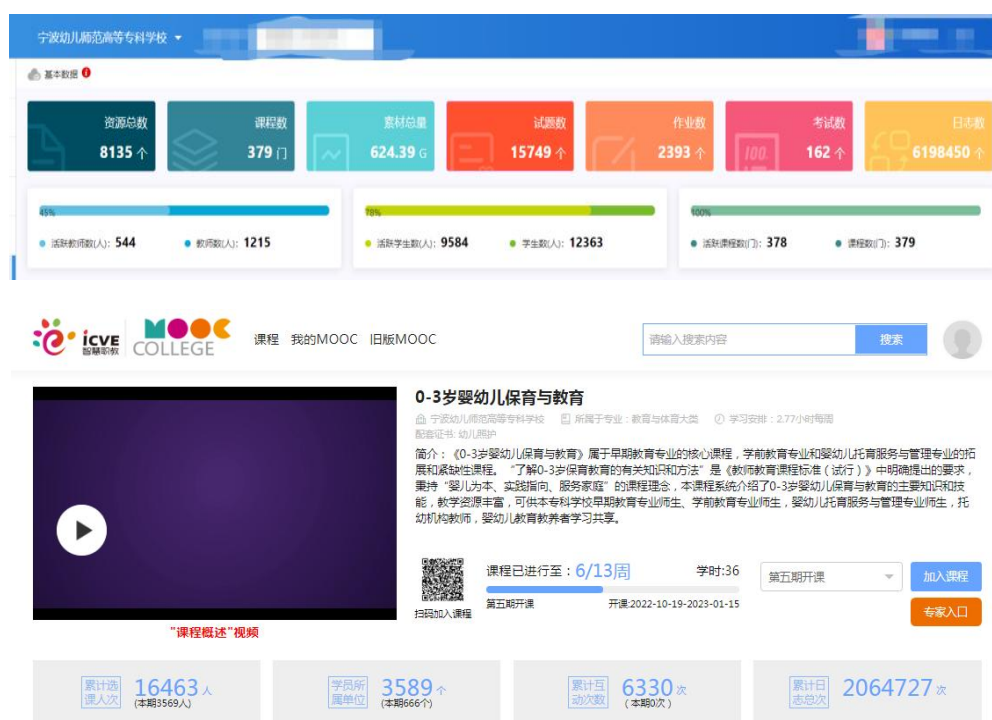 宁波幼儿师范高等专科学校
基本数据
资源总数
8135 个
课程数
379 门
素材总量
624.39 G
试题数
15749 个
作业数
2393 个
考试数
162 个
日志数
6198450 个
45%
活跃教师数(人): 544
教师数(人): 1215
78%
活跃学生数(人): 9584
学生数(人): 12363
100%
活跃课程数(门): 378
课程数(门): 379
icve
智慧职教
MOOC
COLLEGE
课程 我的MOOC 旧版MOOC
请输入搜索内容
搜索
0-3岁婴幼儿保育与教育
宁波幼儿师范高等专科学校 所属于专业:教育与体育大类 学习安排:2.77小时每周
配套证书: 幼儿照护
简介:《0-3岁婴幼儿保育与教育》属于早期教育专业的核心课程,学前教育专业和婴幼儿托育服务与管理专业的拓
展和紧缺性课程。“了解0-3岁保育教育的有关知识和方法”是《教师教育课程标准(试行)》中明确提出的要求,
秉持“婴儿为本、实践指向、服务家庭”的课程理念,本课程系统介绍了0-3岁婴幼儿保育与教育的主要知识和技
能,教学资源丰富,可供本专科学校早期教育专业师生、学前教育专业师生,婴幼儿托育服务与管理专业师生,托
幼机构教师,婴幼儿教育教养者学习共享。
扫码加入课程
课程已进行至:6/13周
学时:36
第五期开课
开课:2022-10-19-2023-01-15
第五期开课
加入课程
专家入口
"课程概述"视频
累计选课人次
16463 人
(本期3569人)
学员所属单位
3589 个
(本期666个)
累计互动次数
6330 次
(本期0次)
累计日志总次
2064727 次